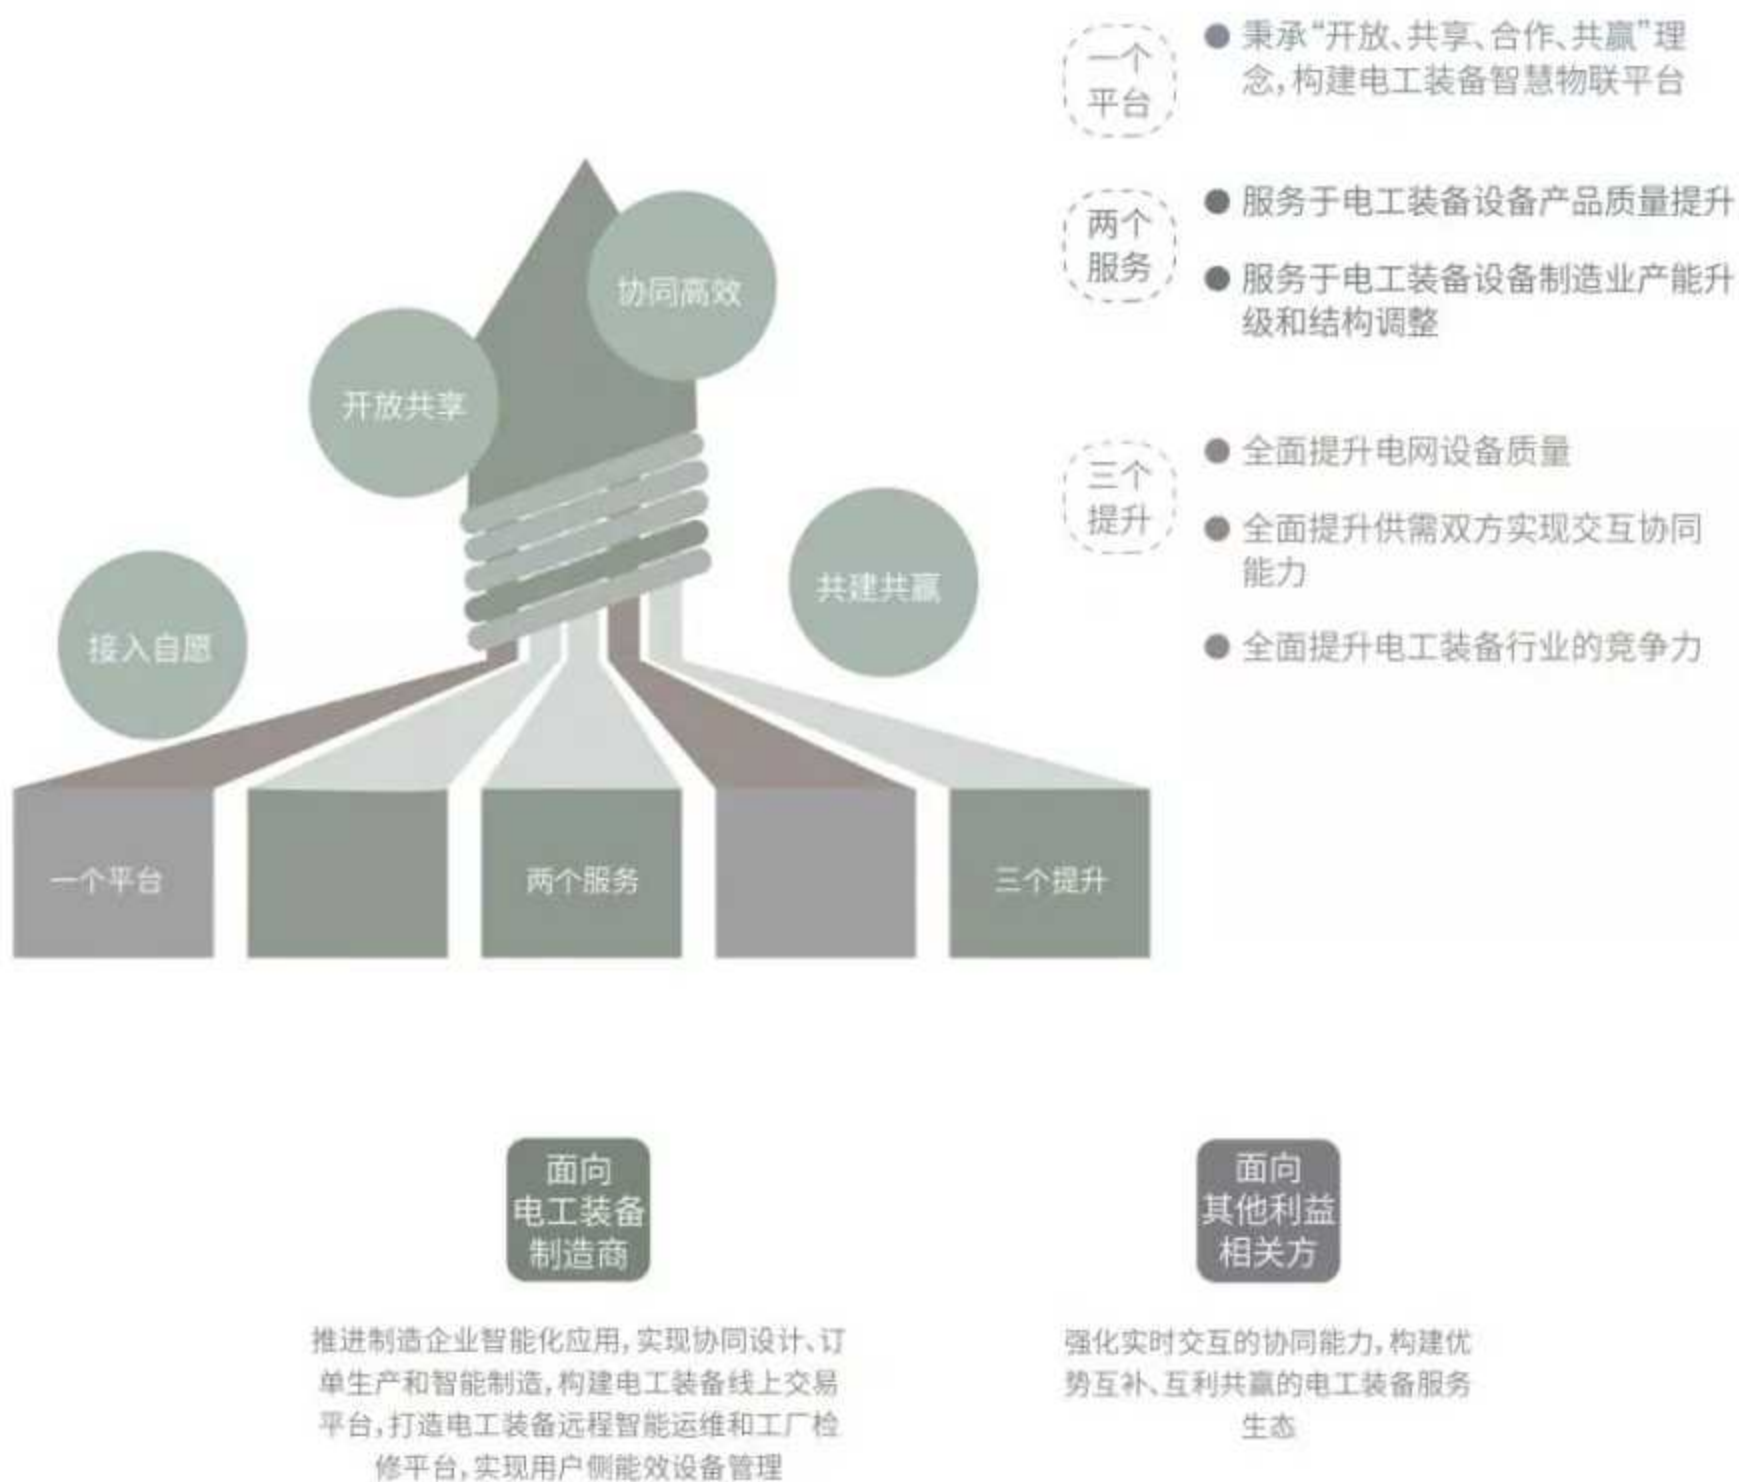 一个
平台
● 秉承“开放、共享、合作、共赢”理
念,构建电工装备智慧物联平台
两个
服务
● 服务于电工装备设备产品质量提升
● 服务于电工装备设备制造业产能升
级和结构调整
三个
提升
● 全面提升电网设备质量
● 全面提升供需双方实现交互协同
能力
● 全面提升电工装备行业的竞争力
协同高效
开放共享
共建共赢
接入自愿
一个平台
两个服务
三个提升
面向
电工装备
制造商
推进制造企业智能化应用,实现协同设计、订
单生产和智能制造,构建电工装备线上交易
平台,打造电工装备远程智能运维和工厂检
修平台,实现用户侧能效设备管理
面向
其他利益
相关方
强化实时交互的协同能力,构建优
势互补、互利共赢的电工装备服务
生态